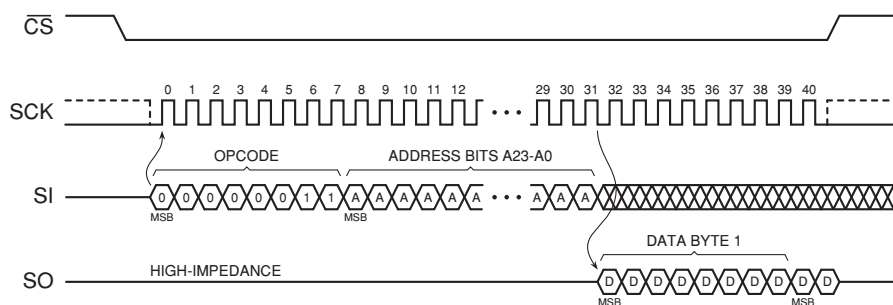 CS
0 1 2 3 4 5 6 7 8 9 10 11 12 29 30 31 32 33 34 35 36 37 38 39 40
SCK
OPCODE ADDRESS BITS A23-A0
SI 0 0 0 0 0 0 1 1 A A A A A A A A
MSB MSB
DATA BYTE 1
HIGH-IMPEDANCE
SO D D D D D D D D D D
MSB MSB